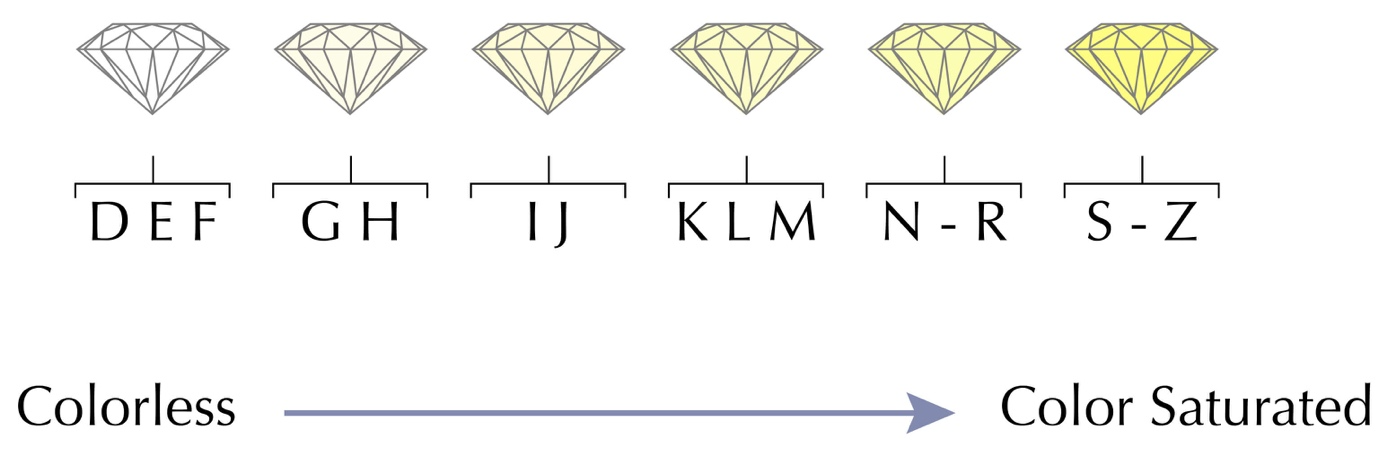 D E F G H I J K L M N - R S - Z
Colorless Color Saturated